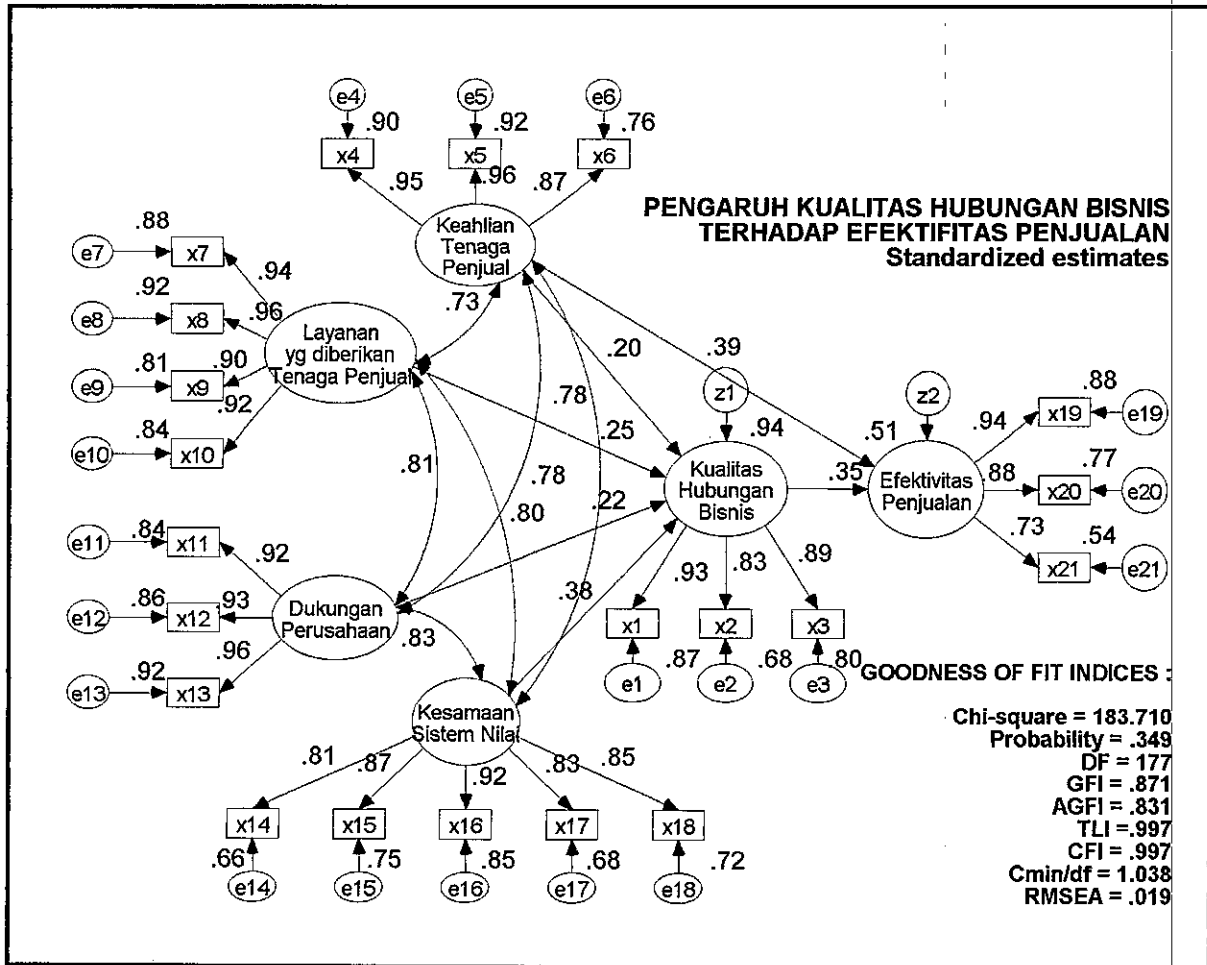 e4
e5
e6
.90
.92
.76
x4
x5
x6
.95
.96
.87
PENGARUH KUALITAS HUBUNGAN BISNIS
TERHADAP EFEKTIFITAS PENJUALAN
Standardized estimates
Keahlian
Tenaga
Penjual
.88
e7
x7
.94
.92
e8
x8
.96
.81
e9
x9
.90
.84
e10
x10
.92
Layanan
yg diberikan
Tenaga Penjual
.73
.20
.39
.78
.25
z1
z2
.94
.51
.81
.78
.80
.22
Kualitas
Hubungan
Bisnis
.35
Efektivitas
Penjualan
.94
.88
x19
e19
.88
.77
x20
e20
.73
.54
x21
e21
.84
e11
x11
.92
.86
e12
x12
.93
.92
e13
x13
.96
Dukungan
Perusahaan
.83
.38
.93
.83
.89
x1
x2
x3
.87
.68
.80
e1
e2
e3
Kesamaan
Sistem Nilai
.81
.87
.92
.83
.85
x14
x15
x16
x17
x18
.66
.75
.85
.68
.72
e14
e15
e16
e17
e18
GOODNESS OF FIT INDICES :
Chi-square = 183.710
Probability = .349
DF = 177
GFI = .871
AGFI = .831
TLI =.997
CFI = .997
Cmin/df = 1.038
RMSEA = .019